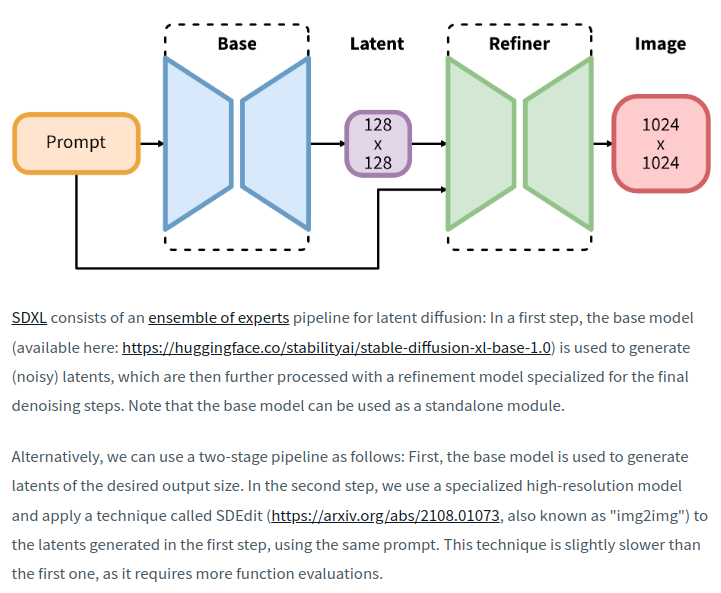 Base
Latent
Refiner
Image
Prompt
128
x
128
1024
x
1024
SDXL consists of an ensemble of experts pipeline for latent diffusion: In a first step, the base model
(available here: https://huggingface.co/stabilityai/stable-diffusion-xl-base-1.0) is used to generate
(noisy) latents, which are then further processed with a refinement model specialized for the final
denoising steps. Note that the base model can be used as a standalone module.
Alternatively, we can use a two-stage pipeline as follows: First, the base model is used to generate
latents of the desired output size. In the second step, we use a specialized high-resolution model
and apply a technique called SDEdit (https://arxiv.org/abs/2108.01073, also known as "img2img") to
the latents generated in the first step, using the same prompt. This technique is slightly slower than
the first one, as it requires more function evaluations.